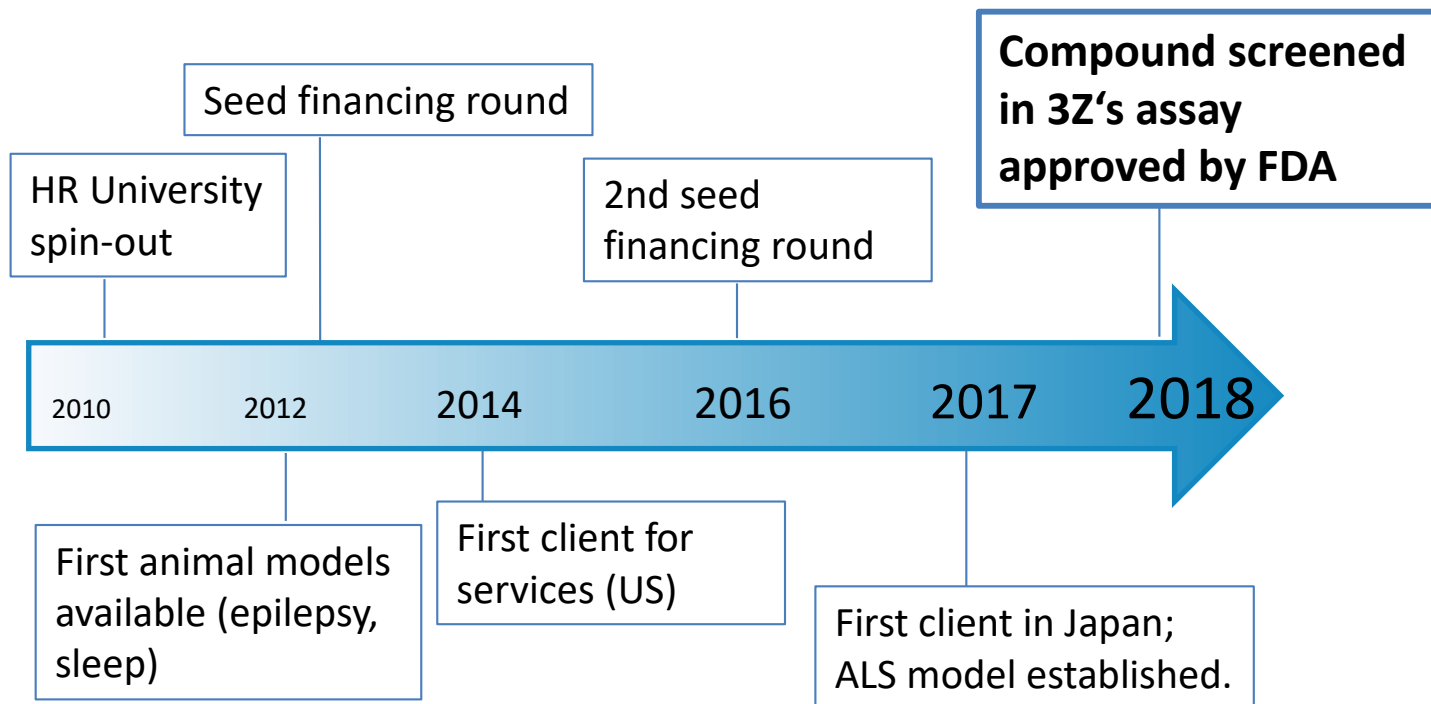 Compound screened
in 3Z‘s assay
approved by FDA
Seed financing round
HR University
spin-out
2nd seed
financing round
2010
2012
2014
2016
2017
2018
First animal models
available (epilepsy,
sleep)
First client for
services (US)
First client in Japan;
ALS model established.